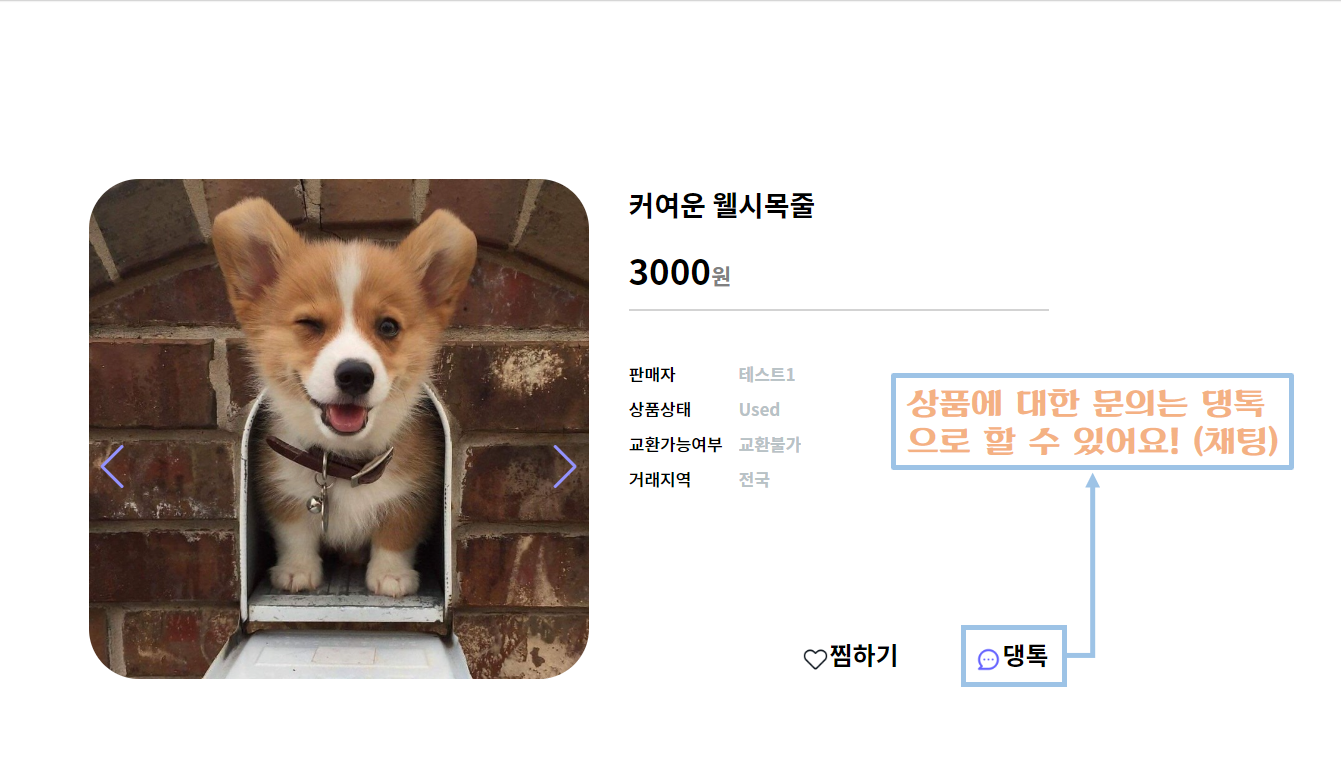 커여운 웰시목줄
3000원
판매자 테스트1
상품상태 Used
교환가능여부 교환불가
거래지역 전국
상품에 대한 문의는 댕톡
으로 할 수 있어요! (채팅)
찜하기
댕톡